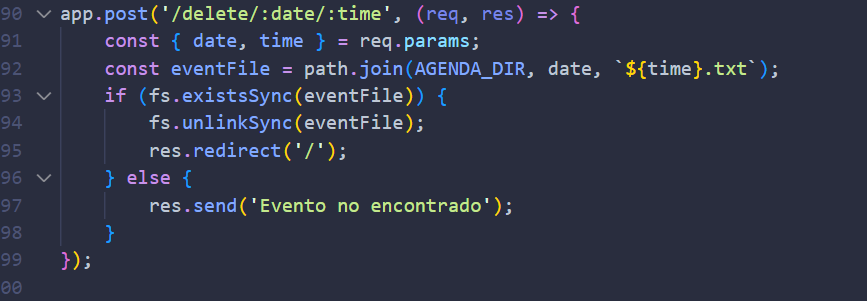 90 app.post('/delete/:date/:time', (req, res) => {
91 const { date, time } = req.params;
92 const eventFile = path.join(AGENDA_DIR, date, `${time}.txt`);
93 if (fs.existsSync(eventFile)) {
94 fs.unlinkSync(eventFile);
95 res.redirect('/');
96 } else {
97 res.send('Evento no encontrado');
98 }
99 });
00